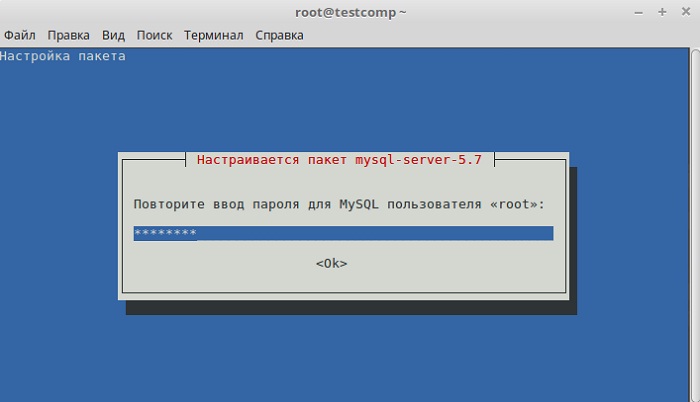 root@testcomp ~
Файл Правка Вид Поиск Терминал Справка
Настройка пакета
Настраивается пакет mysql-server-5.7
Повторите ввод пароля для MySQL пользователя «root»:
********
<Ok>